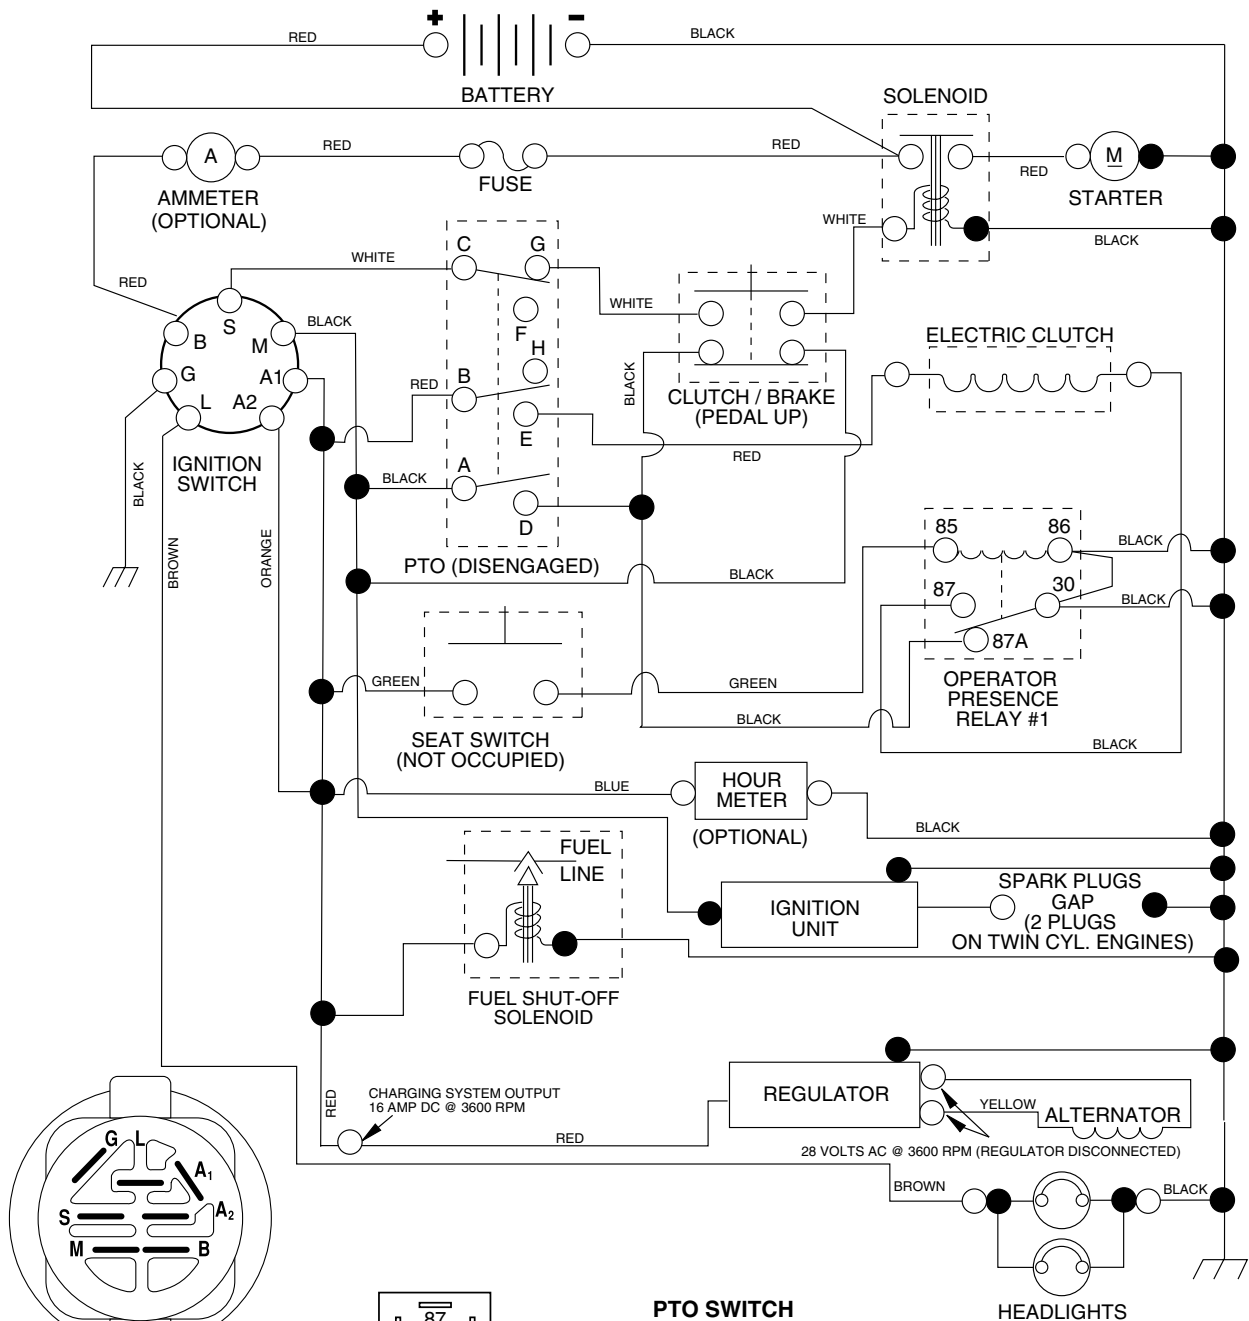 + -
RED
BLACK
BATTERY
SOLENOID
A
RED
RED
RED
M
AMMETER
(OPTIONAL)
FUSE
STARTER
WHITE
BLACK
C
G
WHITE
RED
S
B
M
BLACK
G
A1
L
A2
F
H
WHITE
ELECTRIC CLUTCH
RED
B
BLACK
CLUTCH / BRAKE
(PEDAL UP)
E
RED
IGNITION
SWITCH
A
BLACK
D
BLACK
BROWN
ORANGE
PTO (DISENGAGED)
BLACK
85
86
BLACK
87
30
BLACK
87A
GREEN
GREEN
OPERATOR
PRESENCE
RELAY #1
SEAT SWITCH
(NOT OCCUPIED)
BLACK
BLACK
BLUE
HOUR
METER
(OPTIONAL)
BLACK
FUEL
LINE
IGNITION
UNIT
SPARK PLUGS
GAP
(2 PLUGS
ON TWIN CYL. ENGINES)
FUEL SHUT-OFF
SOLENOID
RED
CHARGING SYSTEM OUTPUT
16 AMP DC @ 3600 RPM
REGULATOR
YELLOW
ALTERNATOR
RED
28 VOLTS AC @ 3600 RPM (REGULATOR DISCONNECTED)
BROWN
BLACK
G L
A1
S
A2
M
B
87
PTO SWITCH
HEADLIGHTS